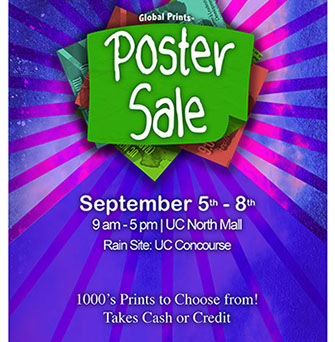 Global Prints
Poster
Sale
September 5th - 8th
9 am - 5 pm | UC North Mall
Rain Site: UC Concourse
1000's Prints to Choose from!
Takes Cash or Credit